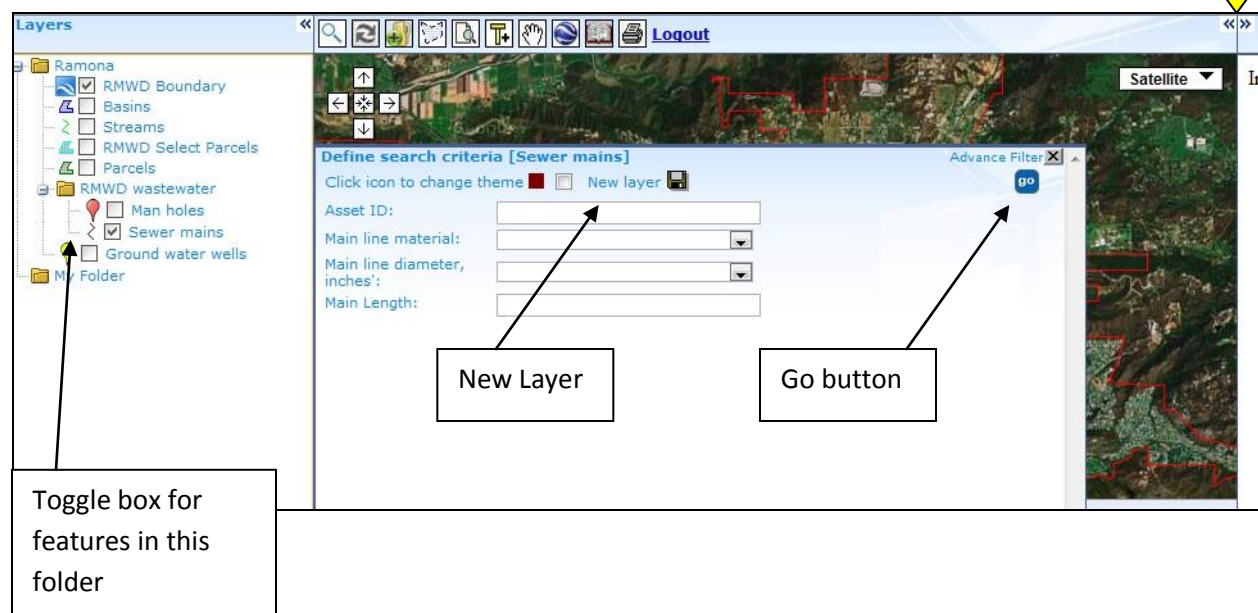 Layers
«
Logout
« »
Ramona
RMWD Boundary
Basins
Streams
RMWD Select Parcels
Parcels
RMWD wastewater
Man holes
Sewer mains
Ground water wells
My Folder
Satellite
Define search criteria [Sewer mains]
Advance Filter
Click icon to change theme
New layer
go
Asset ID:
Main line material:
Main line diameter,
inches':
Main Length:
New Layer
Go button
Toggle box for
features in this
folder